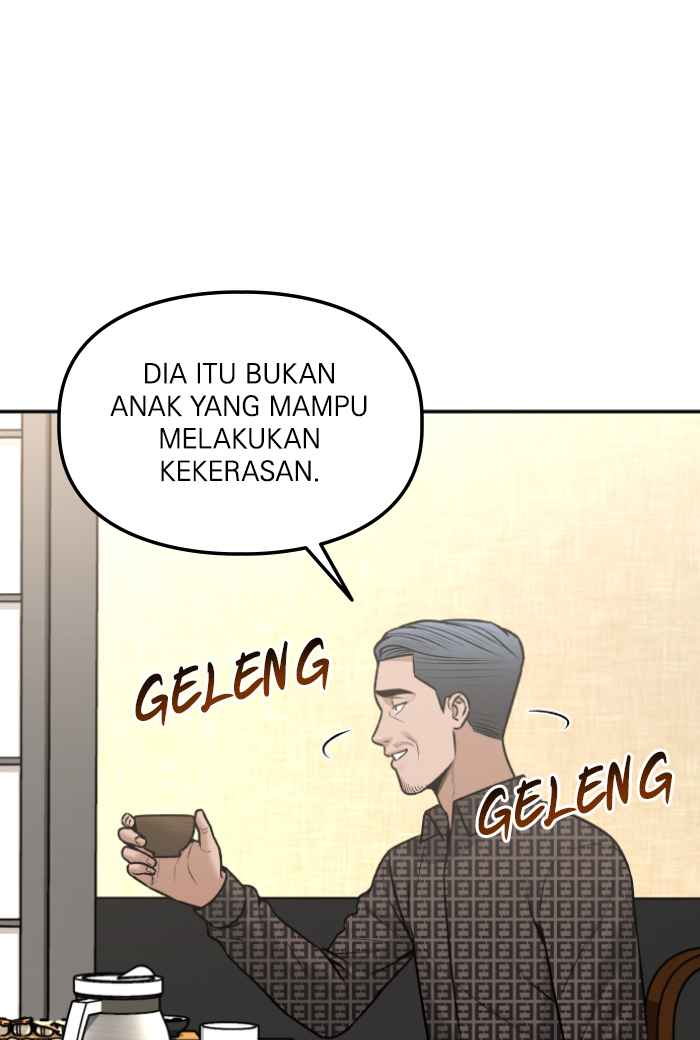 DIA ITU BUKAN
ANAK YANG MAMPU
MELAKUKAN
KEKERASAN.
GELENG
GELENG